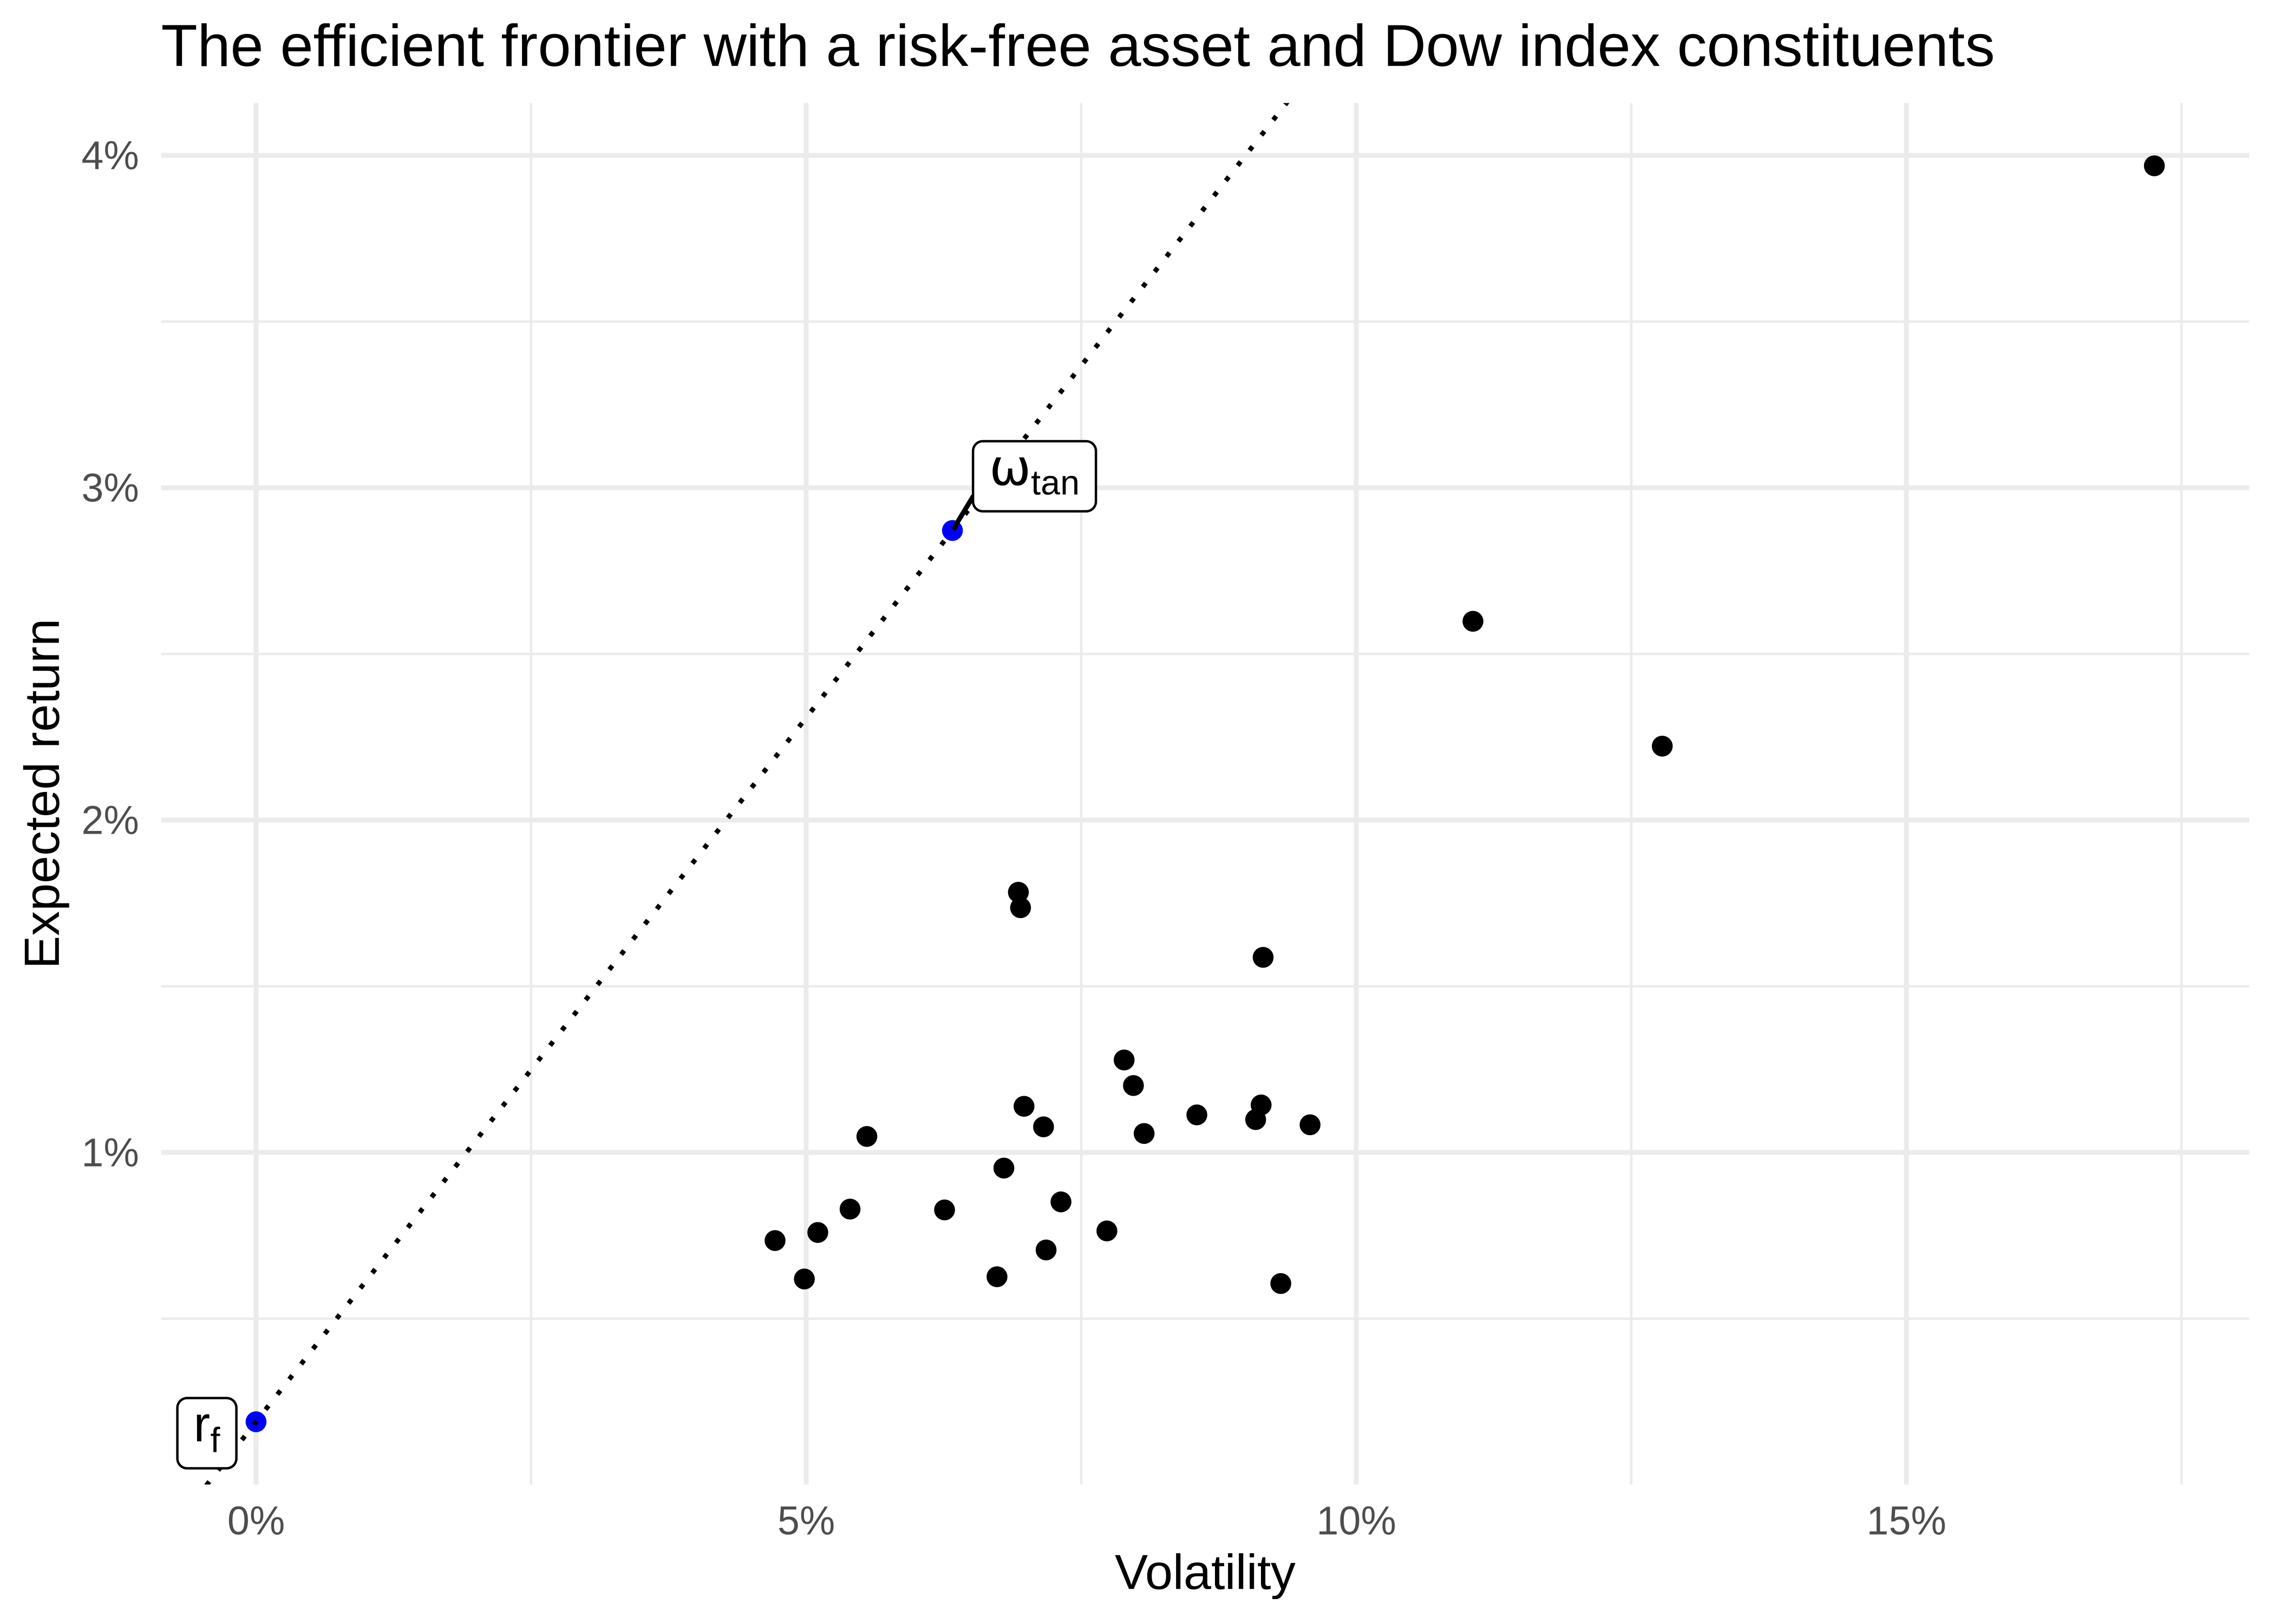 The efficient frontier with a risk-free asset and Dow index constituents
4%
3%
2%
1%
Expected return
ωtan
rf
0%
5%
10%
15%
Volatility